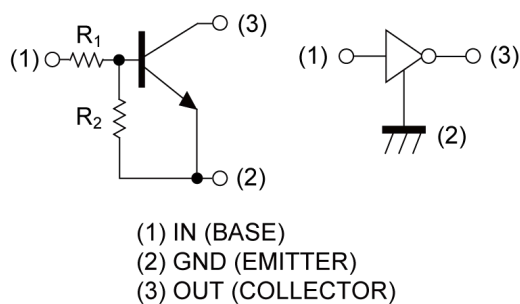 R1
(1)
(3)
R2
(2)
(1)
(3)
(2)
(1) IN (BASE)
(2) GND (EMITTER)
(3) OUT (COLLECTOR)